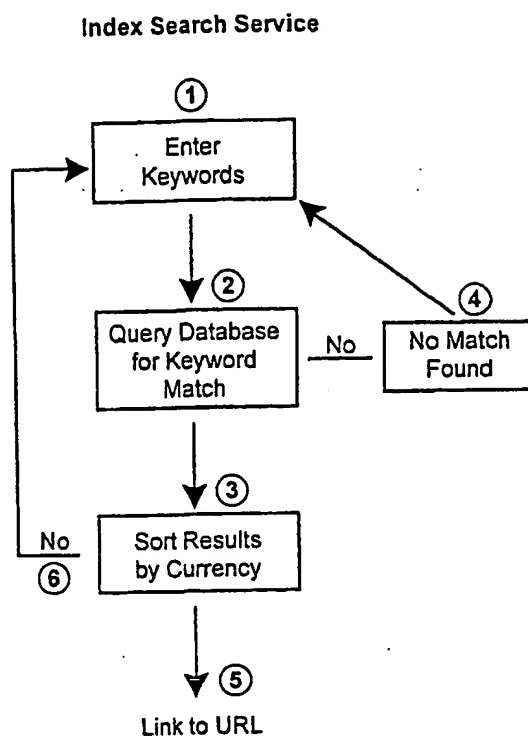 Index Search Service
①
Enter
Keywords
②
Query Database
for Keyword
Match
No
④
No Match
Found
③
Sort Results
by Currency
No
⑥
⑤
Link to URL